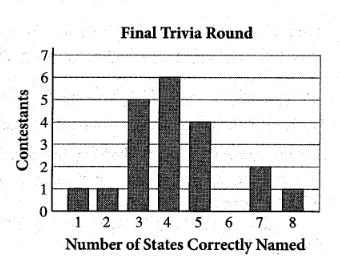 Final Trivia Round
Contestants
7
6
5
4
3
2
1
0
1 2 3 4 5 6 7 8
Number of States Correctly Named